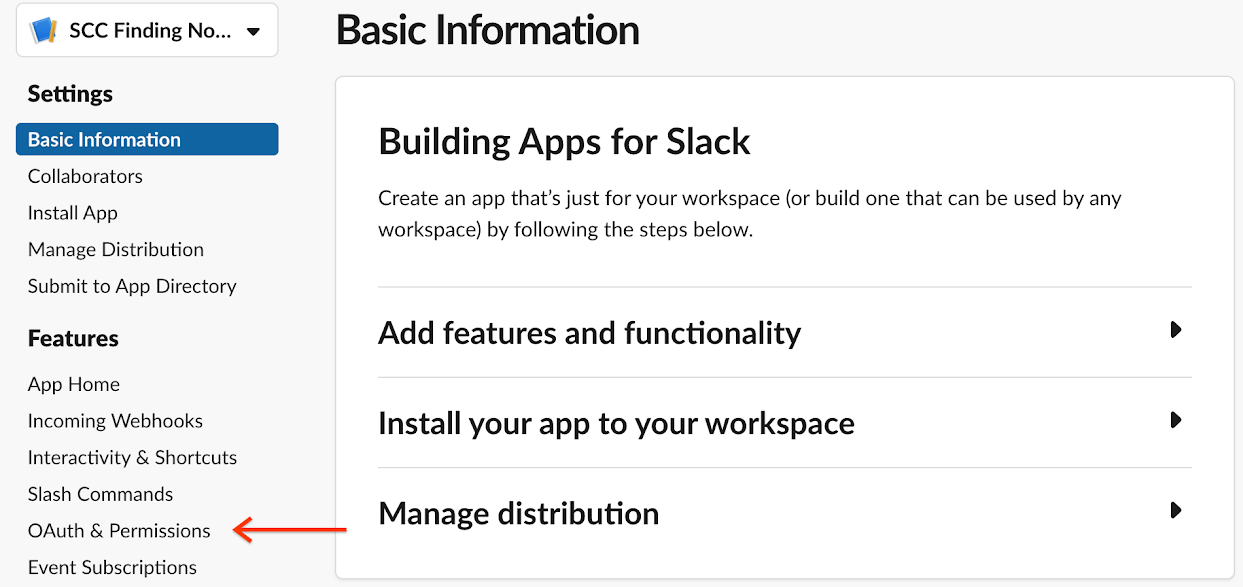 SCC Finding No...
Settings
Basic Information
Collaborators
Install App
Manage Distribution
Submit to App Directory
Features
App Home
Incoming Webhooks
Interactivity & Shortcuts
Slash Commands
OAuth & Permissions
Event Subscriptions
Basic Information
Building Apps for Slack
Create an app that’s just for your workspace (or build one that can be used by any
workspace) by following the steps below.
Add features and functionality
Install your app to your workspace
Manage distribution